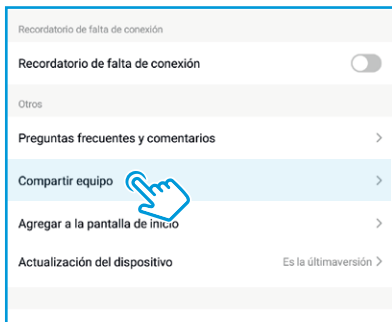 Recordatorio de falta de conexión
Recordatorio de falta de conexión
Otros
Preguntas frecuentes y comentarios
Compartir equipo
Agregar a la pantalla de inicio
Actualización del dispositivo Es la últimaversión